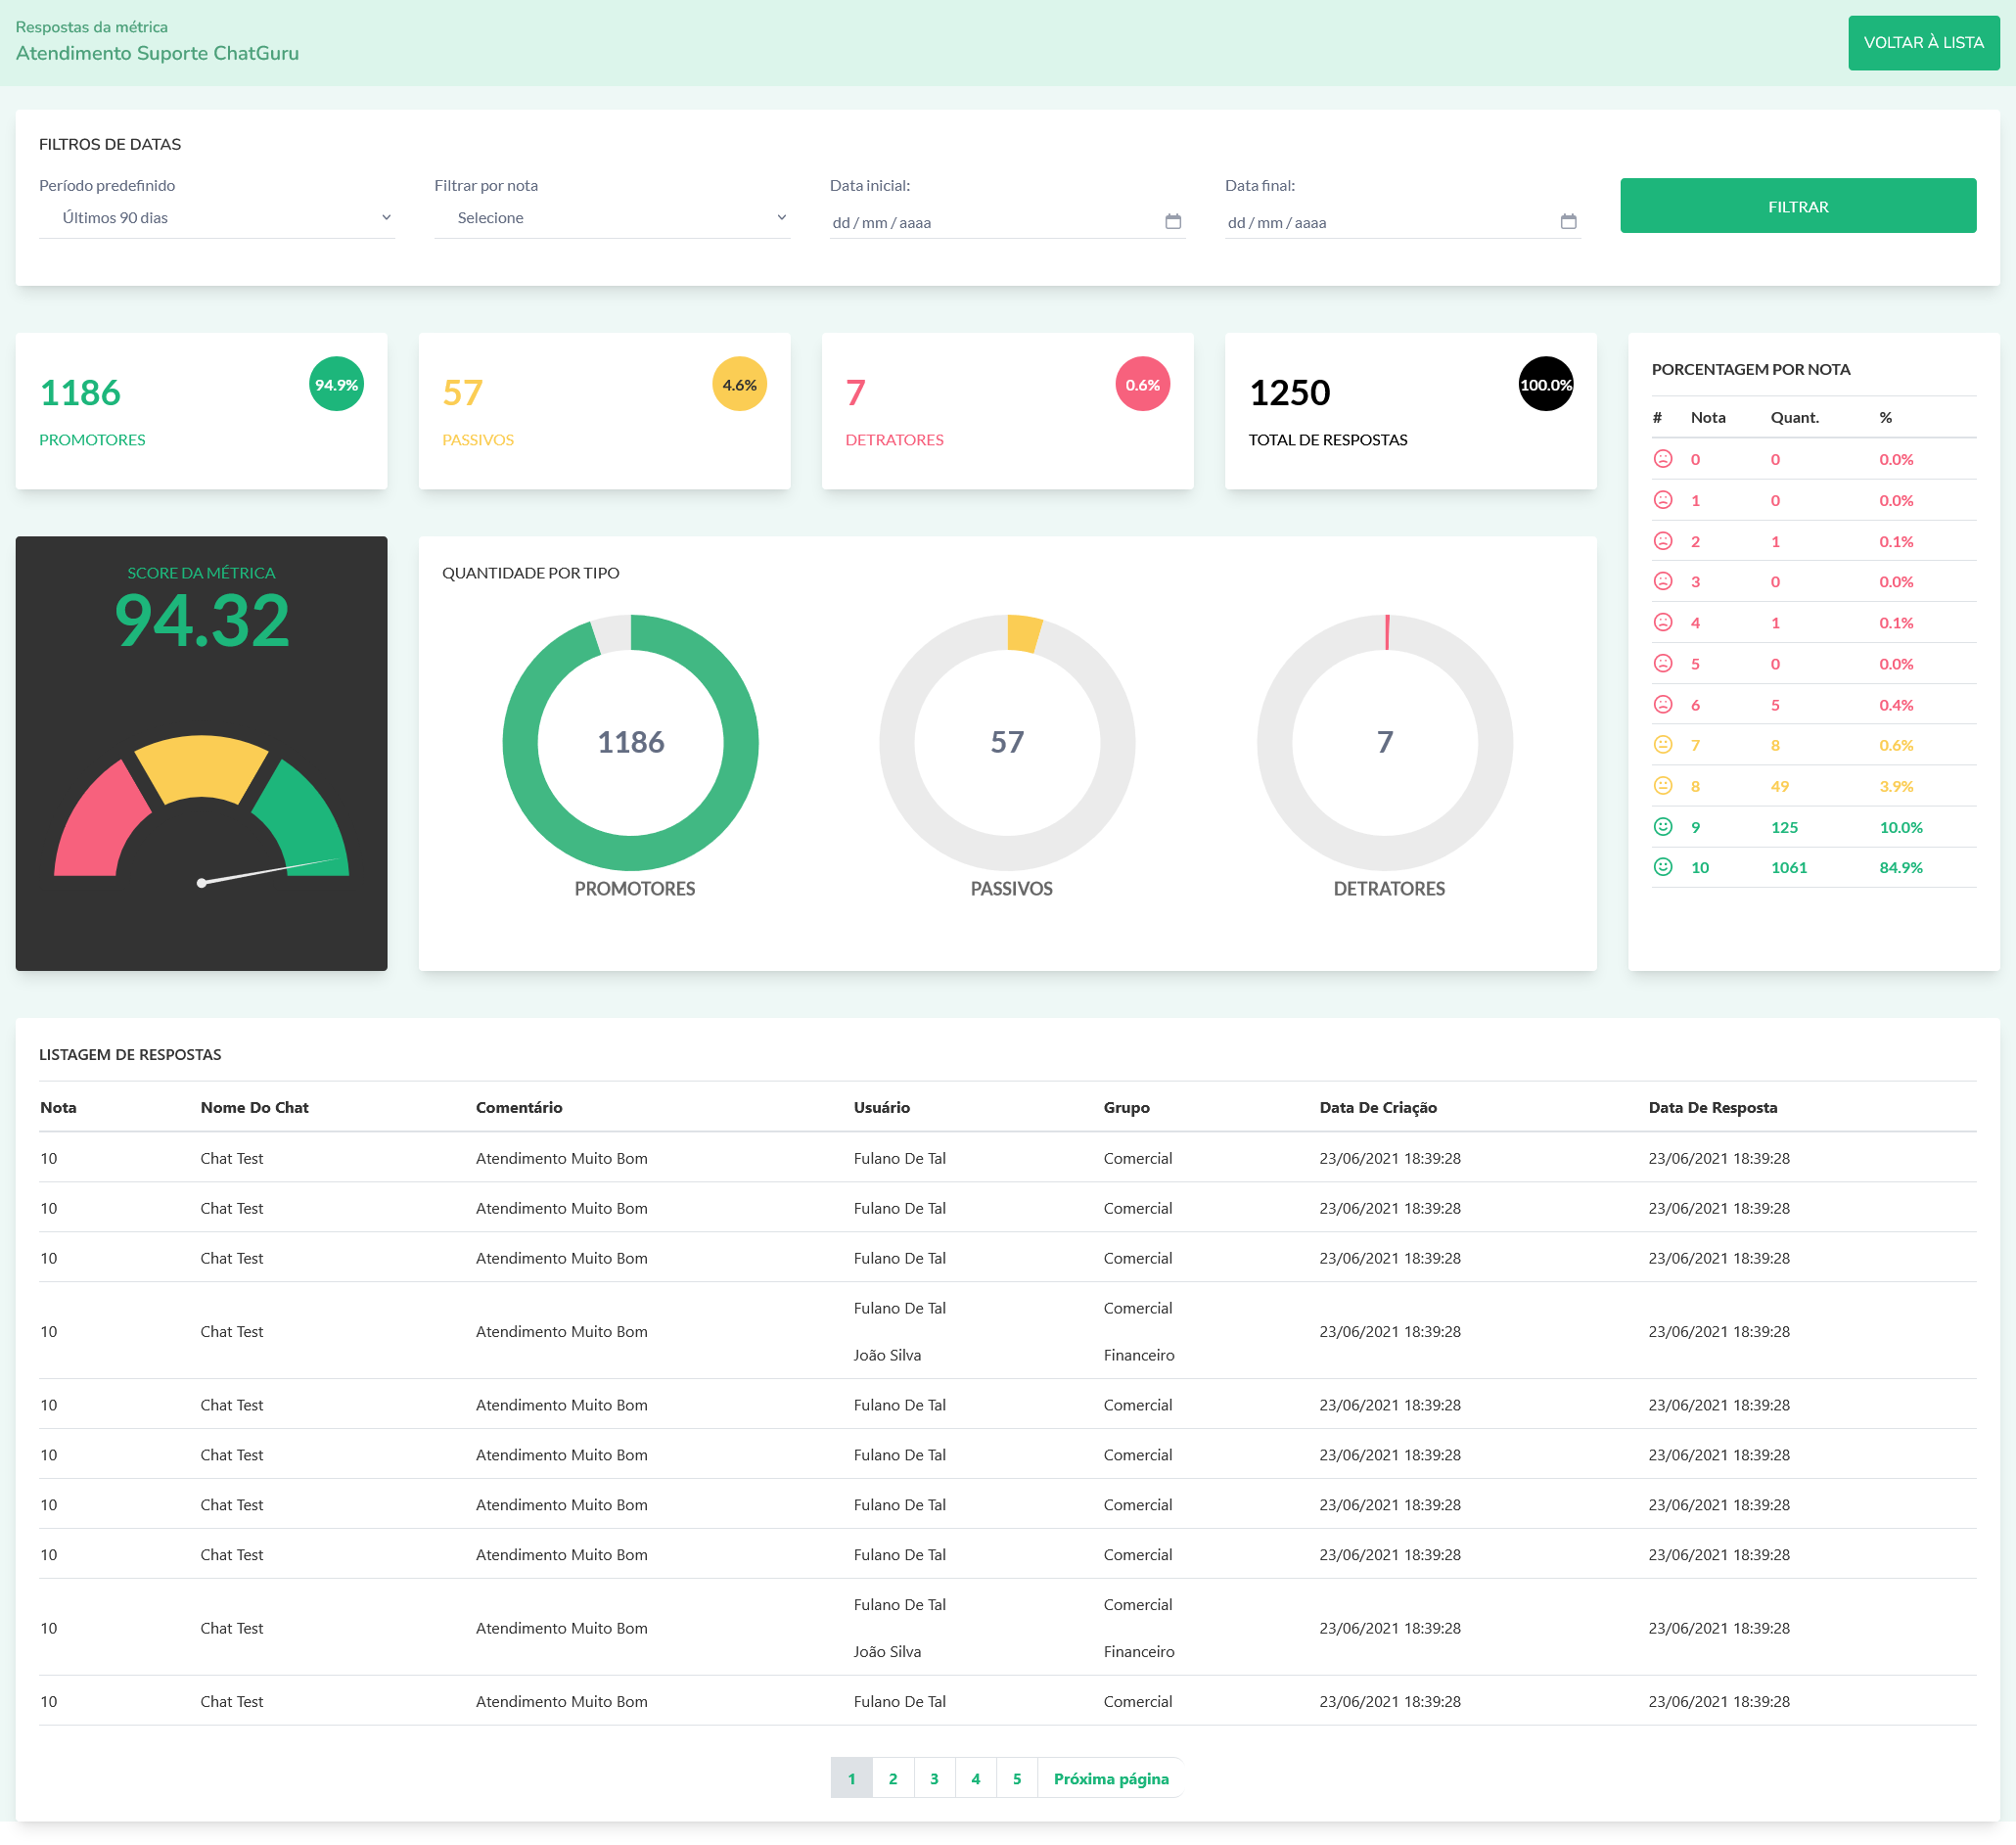 Respostas da métrica
Atendimento Suporte ChatGuru
VOLTAR À LISTA
FILTROS DE DATAS
Período predefinido
Últimos 90 dias
Filtrar por nota
Selecione
Data inicial:
dd / mm / aaaa
Data final:
dd / mm / aaaa
FILTRAR
1186
94.9%
PROMOTORES
57
4.6%
PASSIVOS
7
0.6%
DETRATORES
1250
100.0%
TOTAL DE RESPOSTAS
SCORE DA MÉTRICA
94.32
QUANTIDADE POR TIPO
1186
PROMOTORES
57
PASSIVOS
7
DETRATORES
PORCENTAGEM POR NOTA
# Nota Quant. %
0 0 0.0%
1 0 0.0%
2 1 0.1%
3 0 0.0%
4 1 0.1%
5 0 0.0%
6 5 0.4%
7 8 0.6%
8 49 3.9%
9 125 10.0%
10 1061 84.9%
LISTAGEM DE RESPOSTAS
Nota Nome Do Chat Comentário Usuário Grupo Data De Criação Data De Resposta
10 Chat Test Atendimento Muito Bom Fulano De Tal Comercial 23/06/2021 18:39:28 23/06/2021 18:39:28
10 Chat Test Atendimento Muito Bom Fulano De Tal Comercial 23/06/2021 18:39:28 23/06/2021 18:39:28
10 Chat Test Atendimento Muito Bom Fulano De Tal Comercial 23/06/2021 18:39:28 23/06/2021 18:39:28
Fulano De Tal Comercial
10 Chat Test Atendimento Muito Bom 23/06/2021 18:39:28 23/06/2021 18:39:28
João Silva Financeiro
10 Chat Test Atendimento Muito Bom Fulano De Tal Comercial 23/06/2021 18:39:28 23/06/2021 18:39:28
10 Chat Test Atendimento Muito Bom Fulano De Tal Comercial 23/06/2021 18:39:28 23/06/2021 18:39:28
10 Chat Test Atendimento Muito Bom Fulano De Tal Comercial 23/06/2021 18:39:28 23/06/2021 18:39:28
10 Chat Test Atendimento Muito Bom Fulano De Tal Comercial 23/06/2021 18:39:28 23/06/2021 18:39:28
Fulano De Tal Comercial
10 Chat Test Atendimento Muito Bom 23/06/2021 18:39:28 23/06/2021 18:39:28
João Silva Financeiro
10 Chat Test Atendimento Muito Bom Fulano De Tal Comercial 23/06/2021 18:39:28 23/06/2021 18:39:28
1 2 3 4 5 Próxima página